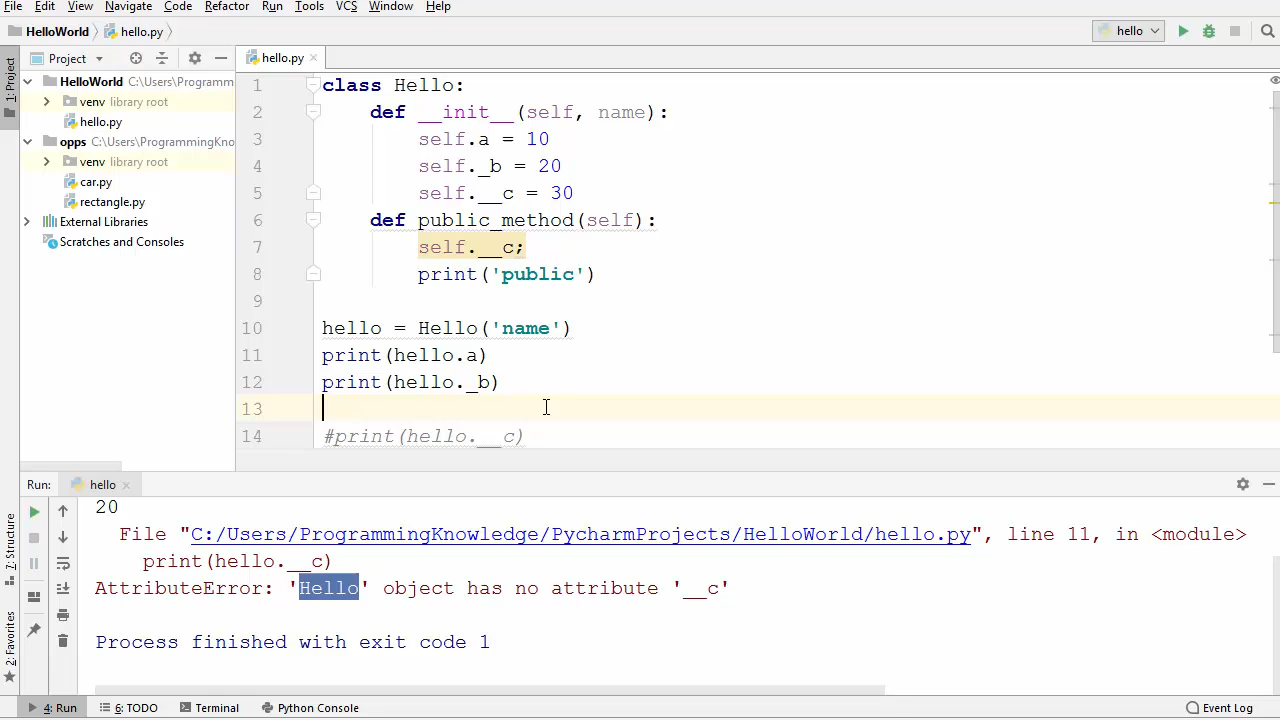 File Edit View Navigate Code Refactor Run Tools VCS Window Help
HelloWorld hello.py hello
1: Project
Project
hello.py
HelloWorld C:\Users\Programm
venv library root
hello.py
opps C:\Users\ProgrammingKno
venv library root
car.py
rectangle.py
External Libraries
Scratches and Consoles
1 class Hello:
2 def __init__(self, name):
3 self.a = 10
4 self._b = 20
5 self.__c = 30
6 def public_method(self):
7 self.__c;
8 print('public')
9
10 hello = Hello('name')
11 print(hello.a)
12 print(hello._b)
13
14 #print(hello.__c)
Run: hello
7: Structure
2: Favorites
20
File "C:/Users/ProgrammingKnowledge/PycharmProjects/HelloWorld/hello.py", line 11, in <module>
print(hello.__c)
AttributeError: 'Hello' object has no attribute '__c'
Process finished with exit code 1
4: Run 6: TODO Terminal Python Console Event Log